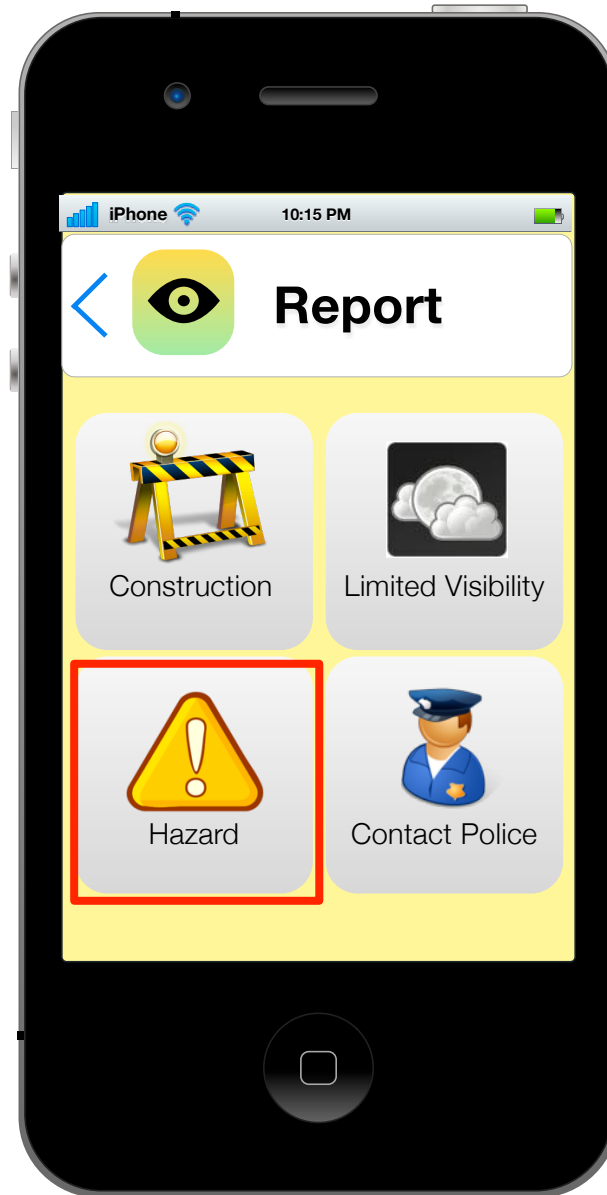 iPhone 10:15 PM
Report
Construction Limited Visibility
Hazard Contact Police